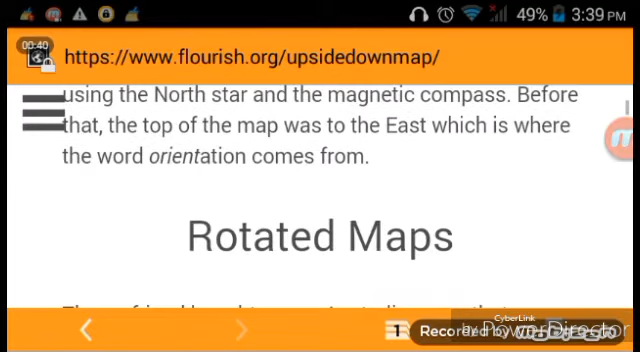 49% 3:39 PM
00:40
https://www.flourish.org/upsidedownmap/
using the North star and the magnetic compass. Before
that, the top of the map was to the East which is where
the word orientation comes from.
Rotated Maps
1
CyberLink
Recorded by
by PowerDirector